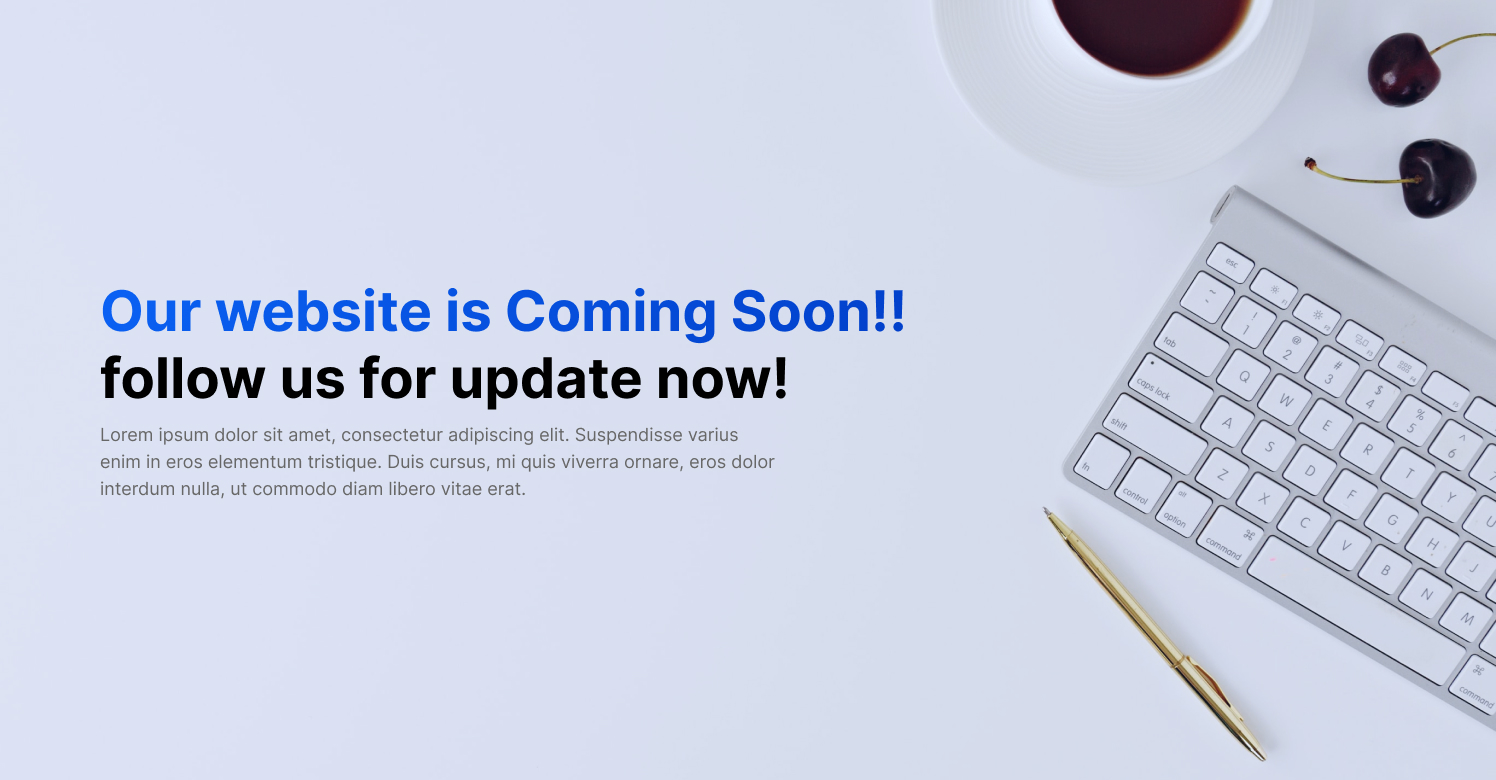 Our website is Coming Soon!!
follow us for update now!
Lorem ipsum dolor sit amet, consectetur adipiscing elit. Suspendisse varius
enim in eros elementum tristique. Duis cursus, mi quis viverra ornare, eros dolor
interdum nulla, ut commodo diam libero vitae erat.
esc
~
! 1
@ 2
# 3
$ 4
% 5
^ 6
tab
Q W E R T Y U
caps lock
A S D F G H J
shift
Z X C V B N M
fn
control
alt option
⌘ command
⌘ command